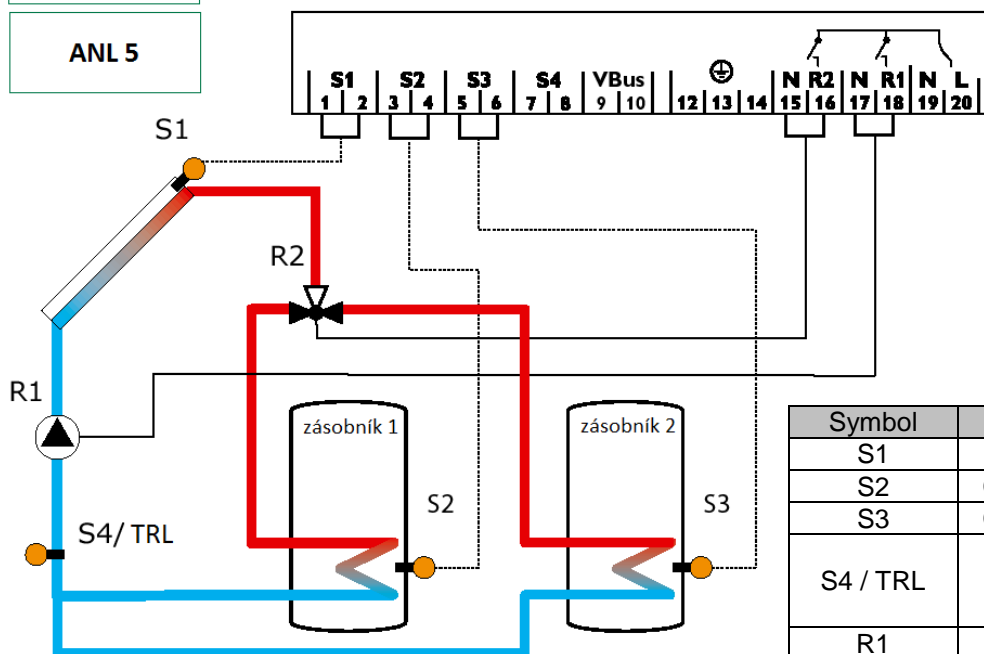 ANL 5
S1 S2 S3 S4 VBus N R2 N R1 N L
1 2 3 4 5 6 7 8 9 10 12 13 14 15 16 17 18 19 20
S1
R2
R1
zásobník 1
zásobník 2
S2
S3
S4/ TRL
Symbol
S1
S2
S3
S4 / TRL
R1